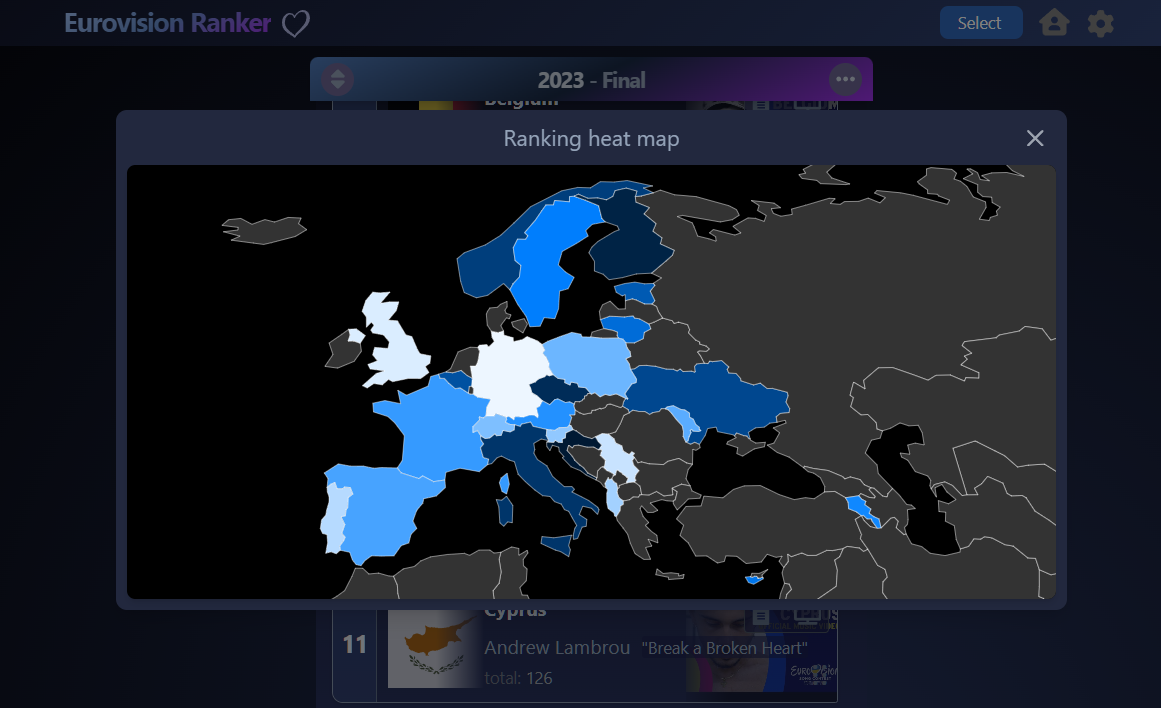 Eurovision Ranker
Select
2023 - Final
Belgium
Ranking heat map
Cyprus
11
Andrew Lambrou "Break a Broken Heart"
total: 126